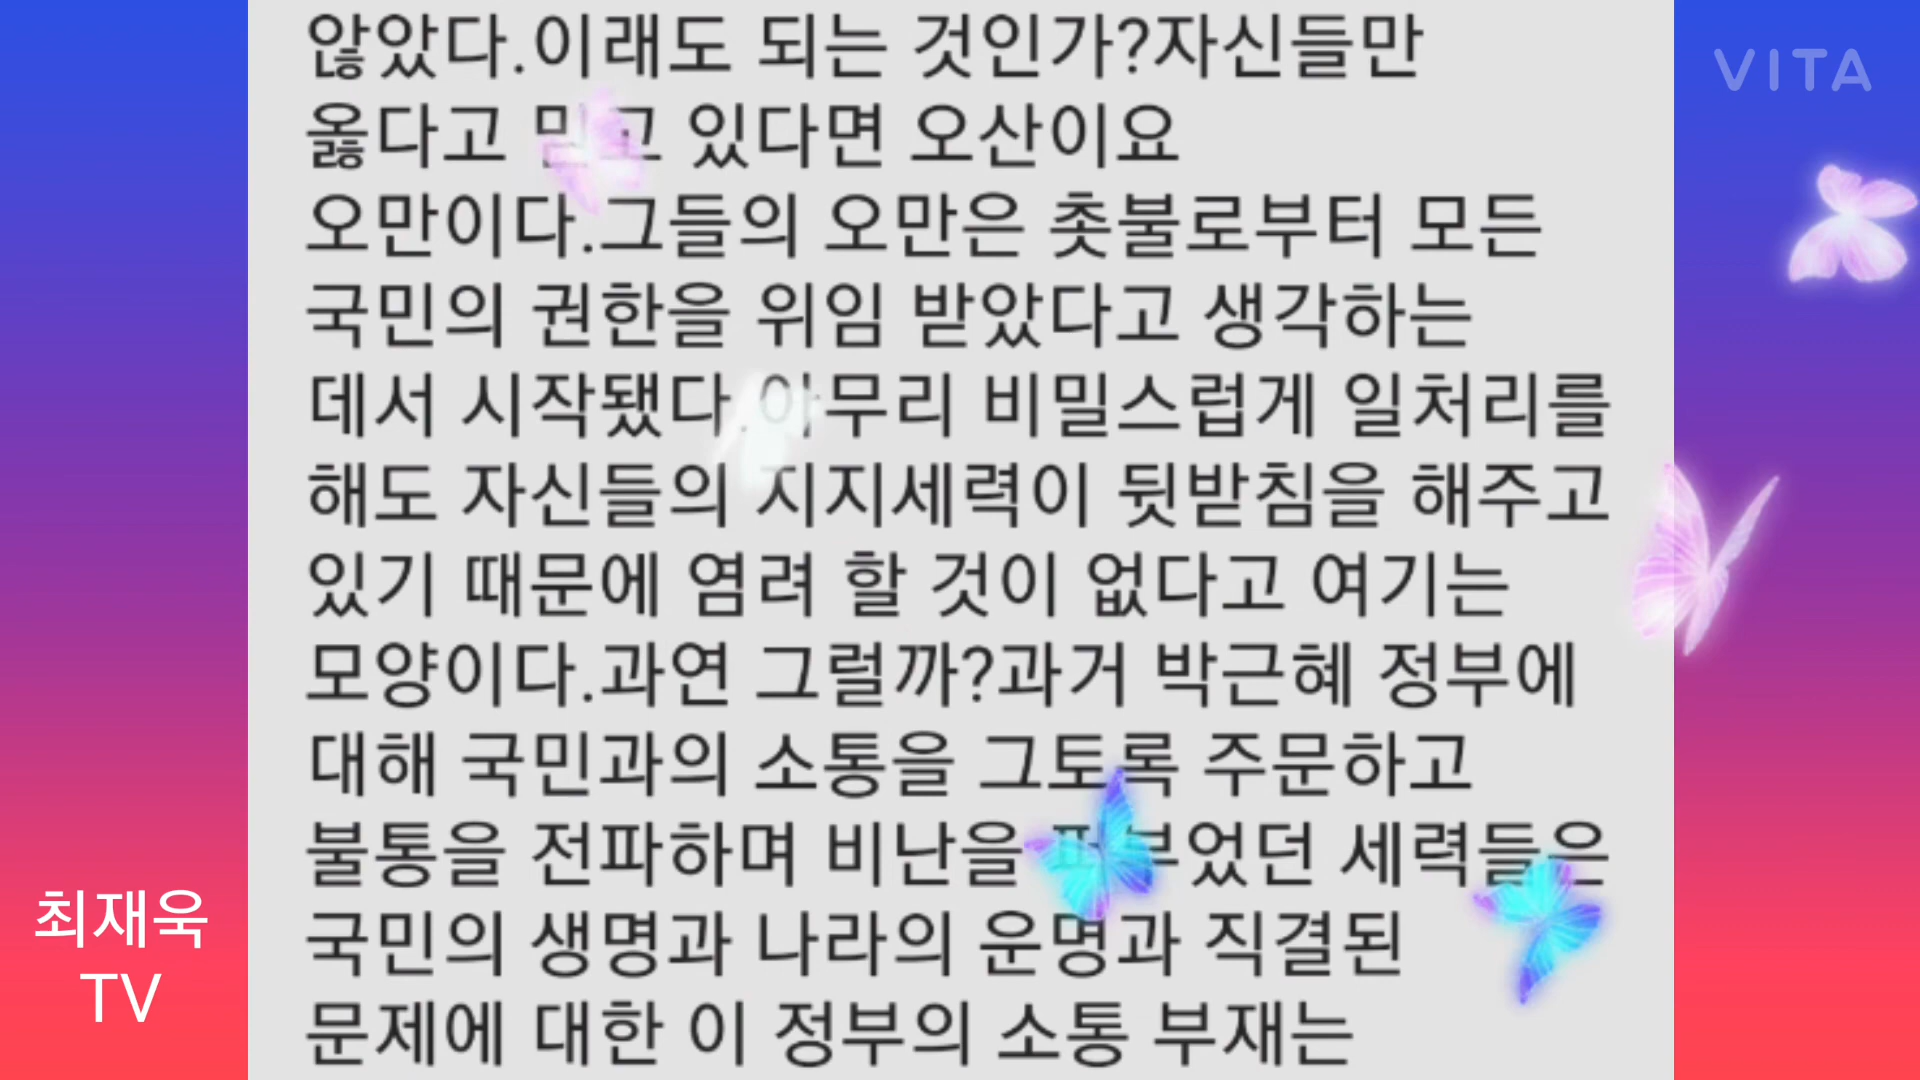 않았다.이래도 되는 것인가?자신들만
옳다고 믿고 있다면 오산이요
오만이다.그들의 오만은 촛불로부터 모든
국민의 권한을 위임 받았다고 생각하는
데서 시작됐다.아무리 비밀스럽게 일처리를
해도 자신들의 지지세력이 뒷받침을 해주고
있기 때문에 염려 할 것이 없다고 여기는
모양이다.과연 그럴까?과거 박근혜 정부에
대해 국민과의 소통을 그토록 주문하고
불통을 전파하며 비난을 퍼부었던 세력들은
국민의 생명과 나라의 운명과 직결된
문제에 대한 이 정부의 소통 부재는
최재욱
TV
VITA